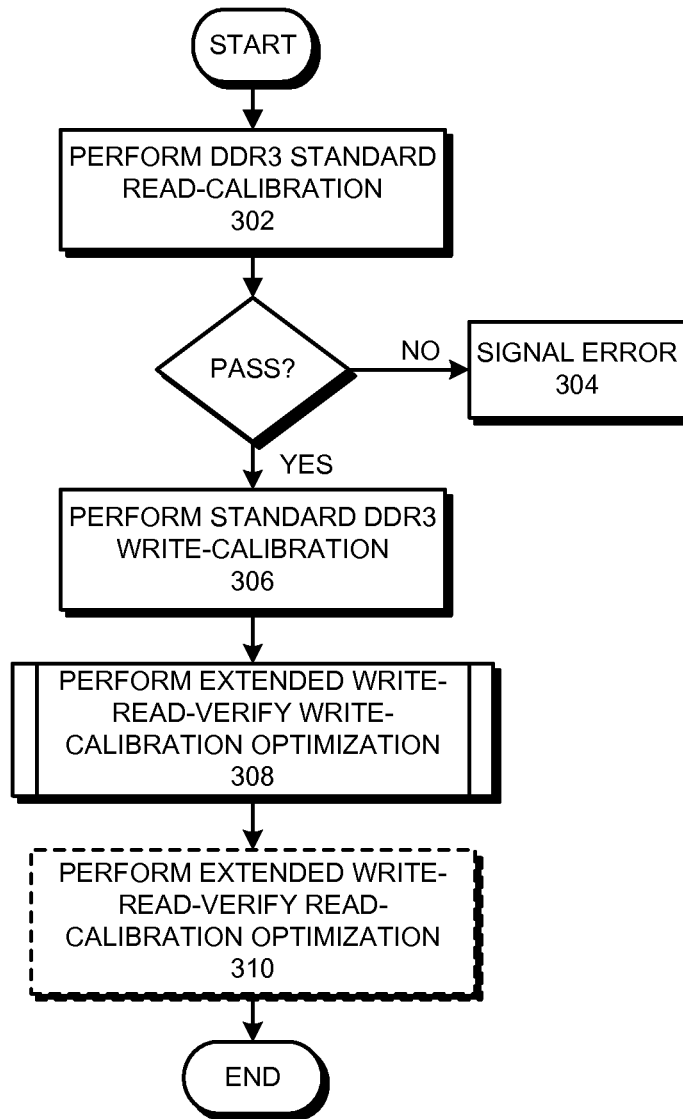 START
PERFORM DDR3 STANDARD
READ-CALIBRATION
302
PASS?
NO
SIGNAL ERROR
304
YES
PERFORM STANDARD DDR3
WRITE-CALIBRATION
306
PERFORM EXTENDED WRITE-
READ-VERIFY WRITE-
CALIBRATION OPTIMIZATION
308
PERFORM EXTENDED WRITE-
READ-VERIFY READ-
CALIBRATION OPTIMIZATION
310
END